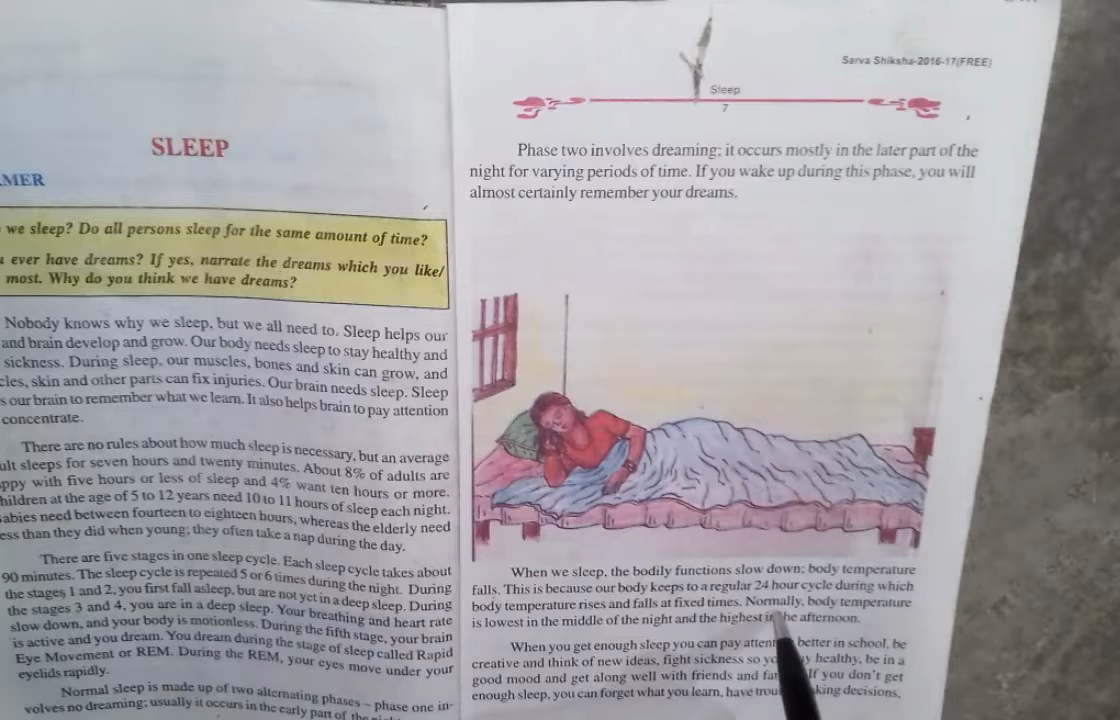 SLEEP
we sleep? Do all persons sleep for the same amount of time?
ever have dreams? If yes, narrate the dreams which you like/
most. Why do you think we have dreams?
Nobody knows why we sleep, but we all need to. Sleep helps our
and brain develop and grow. Our body needs sleep to stay healthy and
sickness. During sleep, our muscles, bones and skin can grow, and
skin and other parts can fix injuries. Our brain needs sleep. Sleep
our brain to remember what we learn. It also helps brain to pay attention
concentrate.
There are no rules about how much sleep is necessary, but an average
sleeps for seven hours and twenty minutes. About 8% of adults are
with five hours or less of sleep and 4% want ten hours or more.
at the age of 5 to 12 years need 10 to 11 hours of sleep each night.
need between fourteen to eighteen hours, whereas the elderly need
than they did when young; they often take a nap during the day.
There are five stages in one sleep cycle. Each sleep cycle takes about
90 minutes. The sleep cycle is repeated 5 or 6 times during the night. During
the stages 1 and 2, you first fall asleep, but are not yet in a deep sleep. During
the stages 3 and 4, you are in a deep sleep. Your breathing and heart rate
slow down, and your body is motionless. During the fifth stage, your brain
is active and you dream. You dream during the stage of sleep called Rapid
Eye Movement or REM. During the REM, your eyes move under your
eyelids rapidly.
Normal sleep is made up of two alternating phases – phase one in-
volves no dreaming; usually it occurs in the early part of the
Sarva Shiksha-2016-17(FREE)
Sleep
7
Phase two involves dreaming; it occurs mostly in the later part of the
night for varying periods of time. If you wake up during this phase, you will
almost certainly remember your dreams.
When we sleep, the bodily functions slow down; body temperature
falls. This is because our body keeps to a regular 24 hour cycle during which
body temperature rises and falls at fixed times. Normally, body temperature
is lowest in the middle of the night and the highest in the afternoon.
When you get enough sleep you can pay better in school, be
creative and think of new ideas, fight sickness so healthy, be in a
good mood and get along well with friends and If you don't get
enough sleep, you can forget what you learn, have decisions,